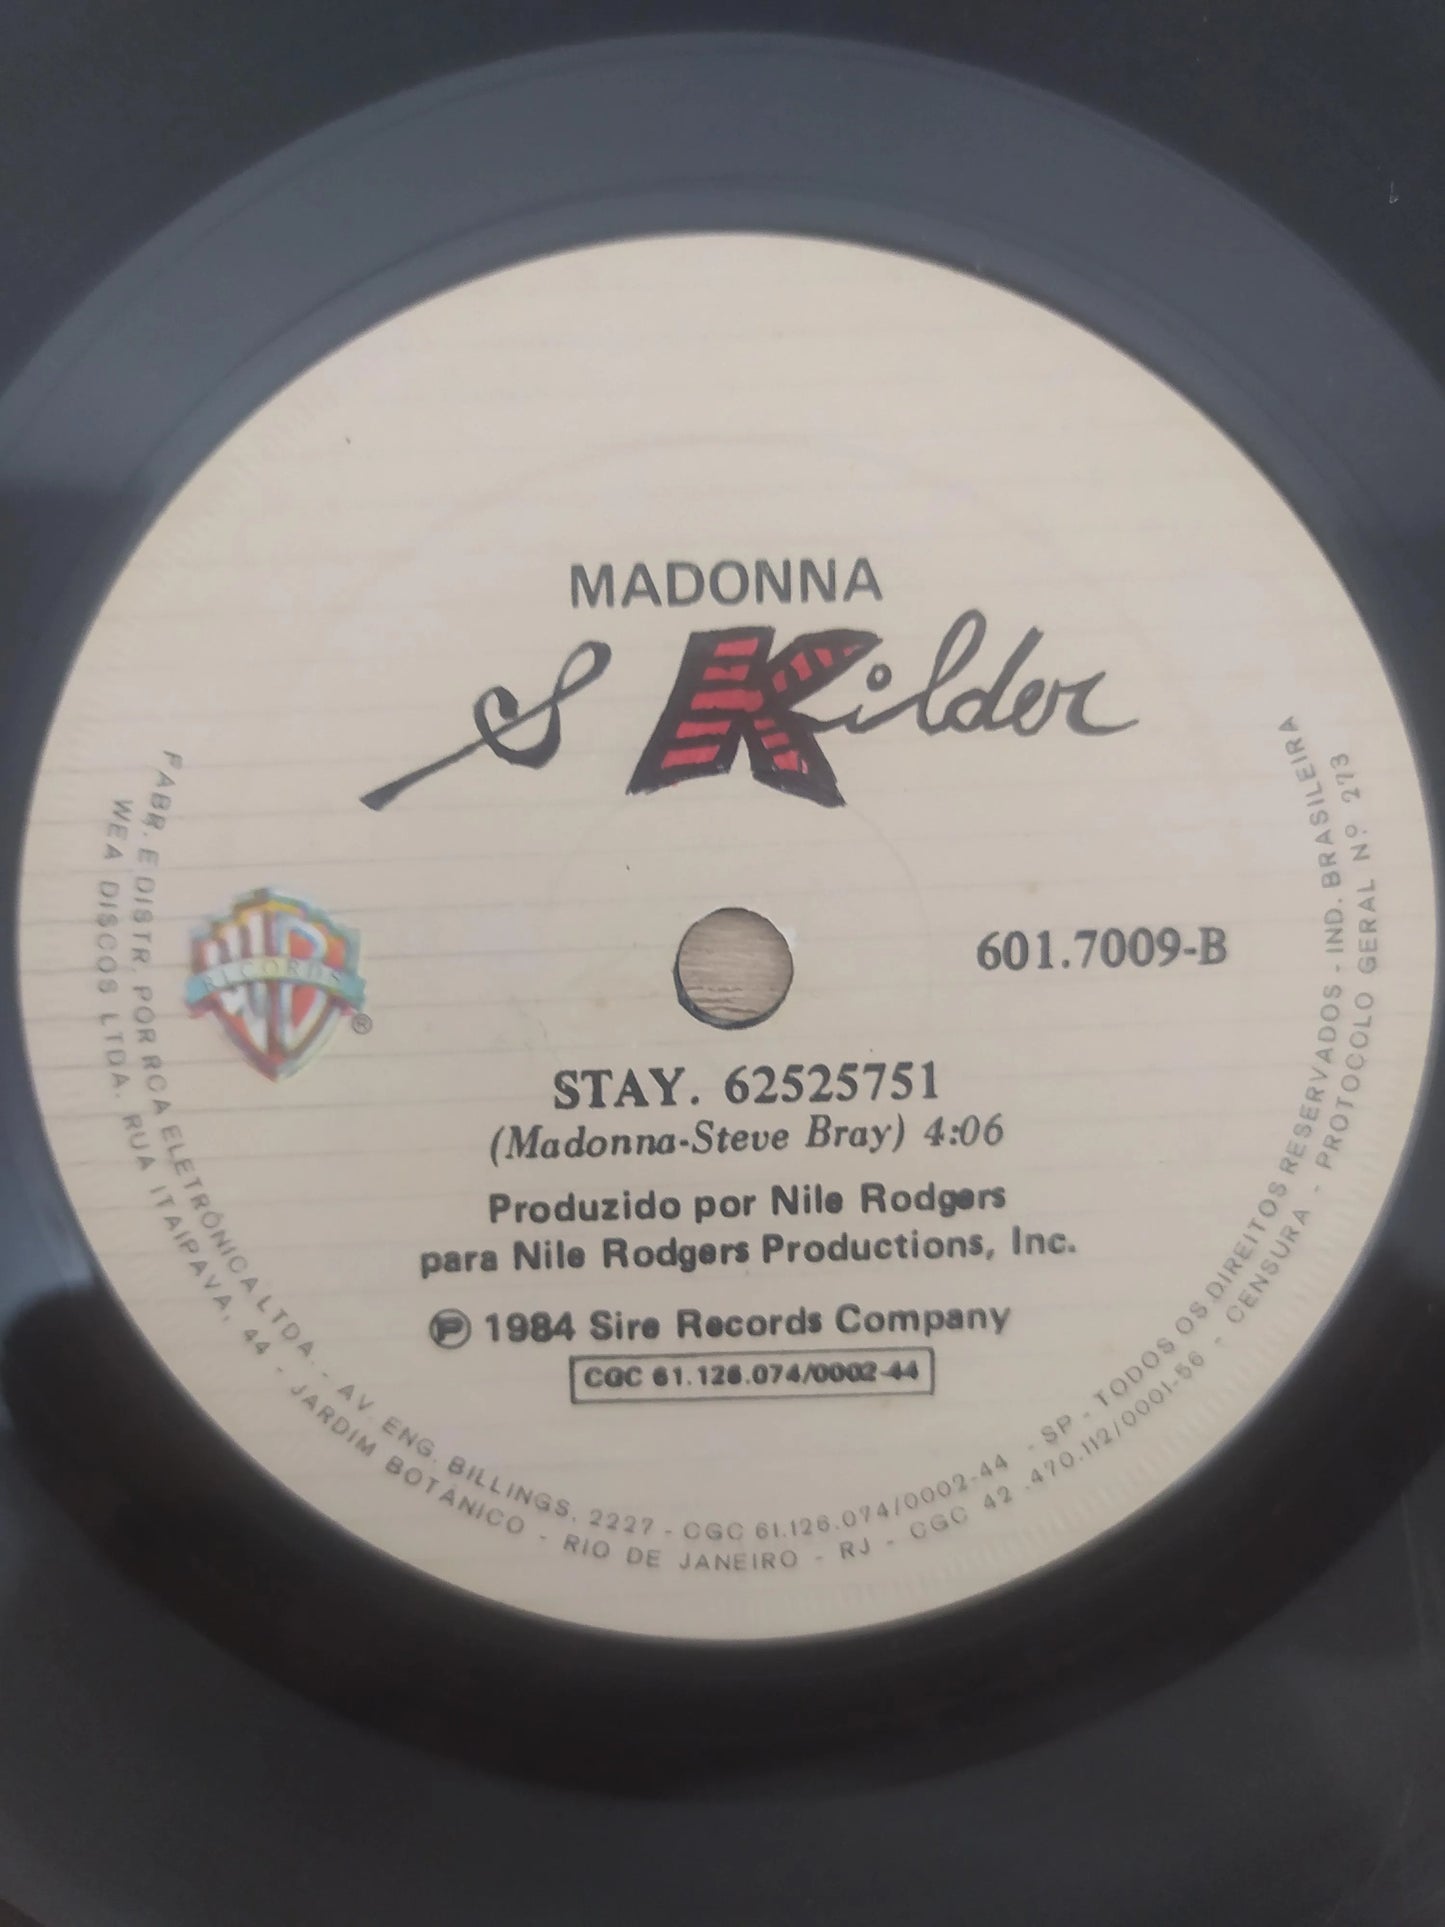 MADONNA
S Kilder
WB
RECORDS
®
601.7009-B
STAY. 62525751
(Madonna-Steve Bray) 4:06
Produzido por Nile Rodgers
para Nile Rodgers Productions, Inc.
℗ 1984 Sire Records Company
CGC 61.126.074/0002-44
FABR. E DISTR. POR RCA ELETRÔNICA LTDA. - AV. ENG. BILLINGS, 2227 - CGC 61.126.074/0002-44 - SP - TODOS OS DIREITOS RESERVADOS - IND. BRASILEIRA
WEA DISCOS LTDA. RUA ITAIPAVA, 44 - JARDIM BOTÂNICO - RIO DE JANEIRO - RJ - CGC 42.470.112/0001-56 - CENSURA - PROTOCOLO GERAL Nº 273